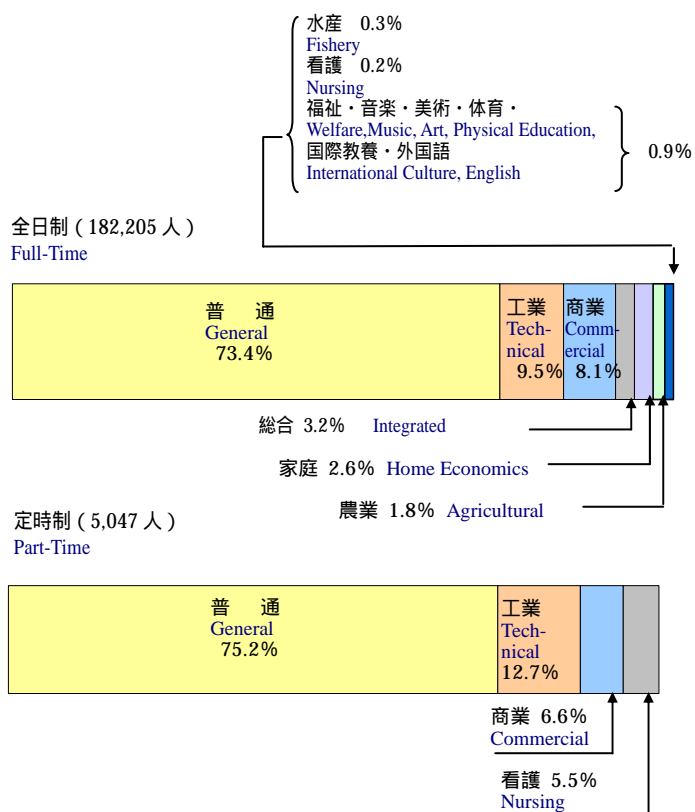 水産 0.3%
Fishery
看護 0.2%
Nursing
福祉・音楽・美術・体育・
Welfare,Music, Art, Physical Education,
国際教養・外国語
International Culture, English
0.9%
全日制(182,205 人)
Full-Time
普 通
General
73.4%
工業
Tech-
nical
9.5%
商業
Comm-
ercial
8.1%
総合 3.2% Integrated
家庭 2.6% Home Economics
農業 1.8% Agricultural
定時制(5,047 人)
Part-Time
普 通
General
75.2%
工業
Tech-
nical
12.7%
商業 6.6%
Commercial
看護 5.5%
Nursing